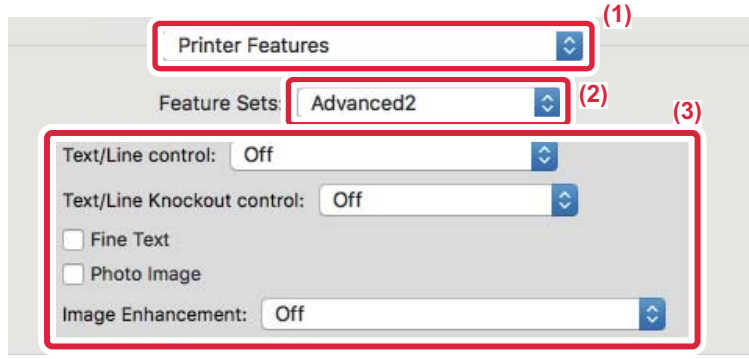 (1)
Printer Features
Feature Sets: Advanced2 (2)
(3)
Text/Line control: Off
Text/Line Knockout control: Off
Fine Text
Photo Image
Image Enhancement: Off